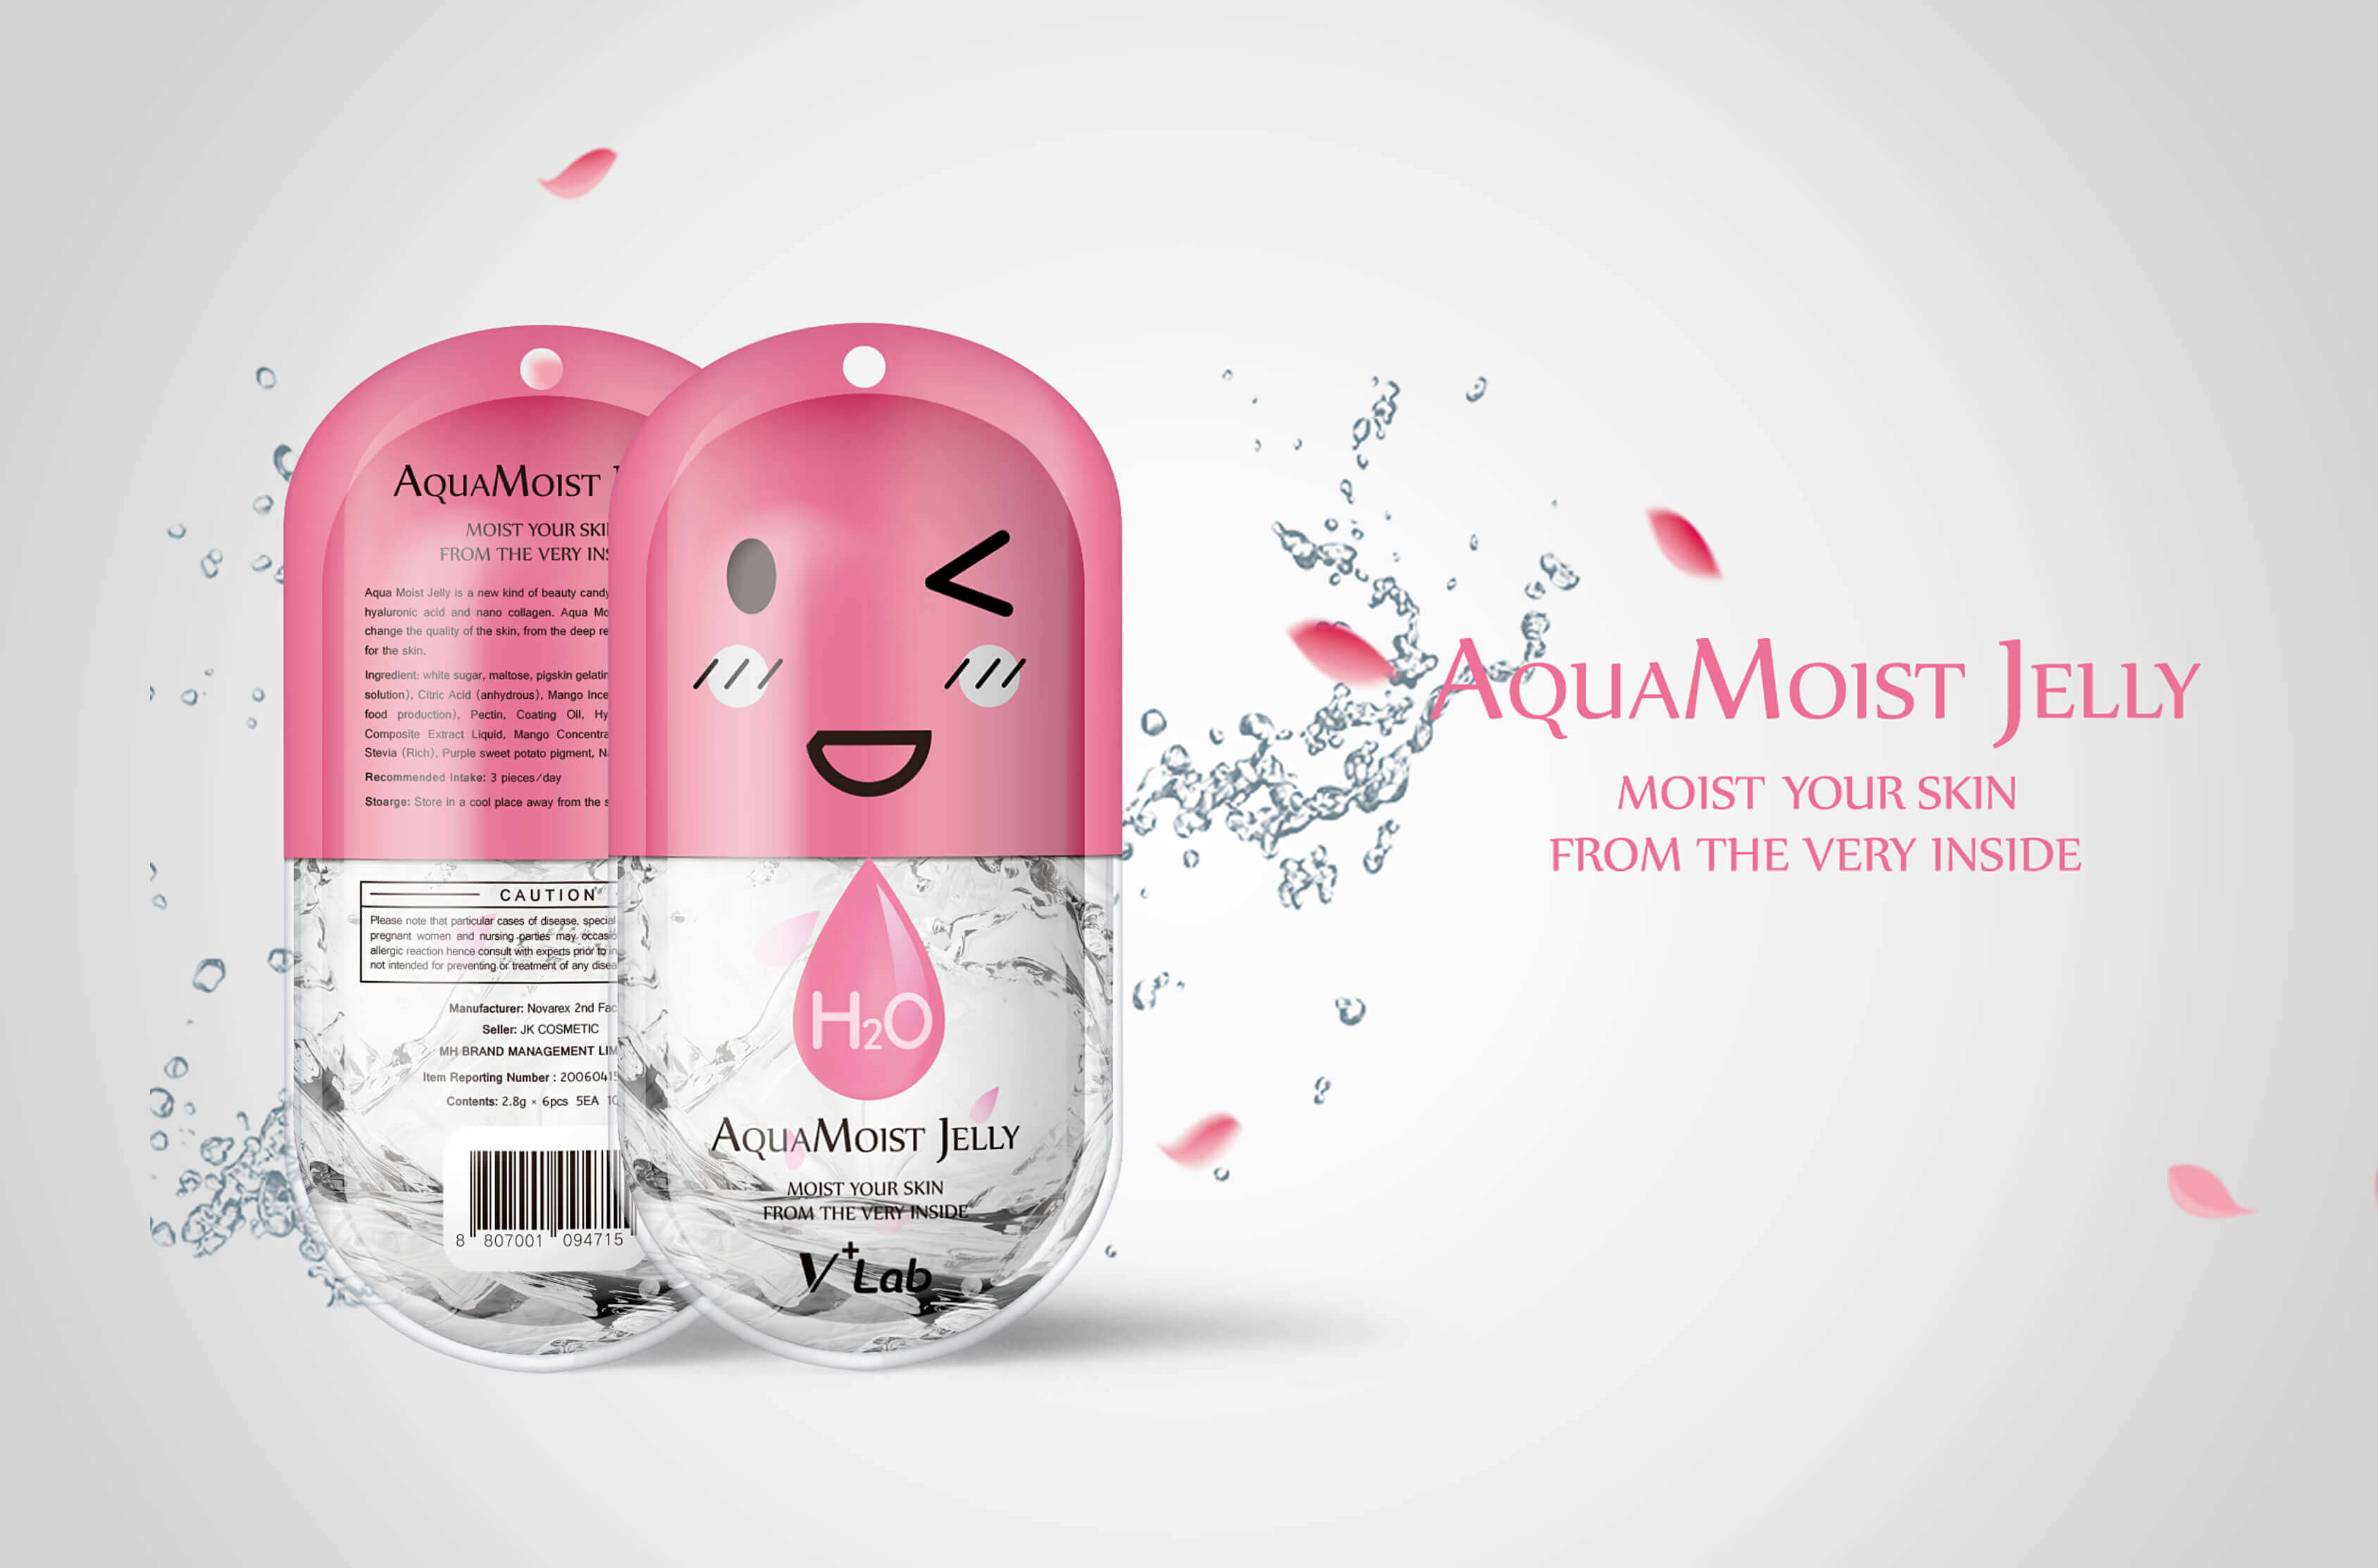 AquaMoist
MOIST YOUR SKI
FROM THE VERY INS
Aqua Moist Jelly is a new kind of beauty candy
hyaluronic acid and nano collagen. Aqua Mo
change the quality of the skin, from the deep re
for the skin.
Ingredient: white sugar, maltose, pigskin gelatin
solution), Citric Acid (anhydrous), Mango Ince
food production), Pectin, Coating Oil, Hy
Composite Extract Liquid, Mango Concentra
Stevia (Rich), Purple sweet potato pigment, N
Recommended Intake: 3 pieces/day
Stoarge: Store in a cool place away from the s
CAUTION
Please note that particular cases of disease, special
pregnant women and nursing parties may occasio
allergic reaction hence consult with experts prior to in
not intended for preventing or treatment of any disea
Manufacturer: Novarex 2nd Fac
Seller: JK COSMETIC
MH BRAND MANAGEMENT LIM
Item Reporting Number : 20060415
Contents: 2.8g × 6pcs 5EA 10
8 807001 094715
H2O
AquaMoist Jelly
MOIST YOUR SKIN
FROM THE VERY INSIDE
V+Lab
AquaMoist Jelly
MOIST YOUR SKIN
FROM THE VERY INSIDE